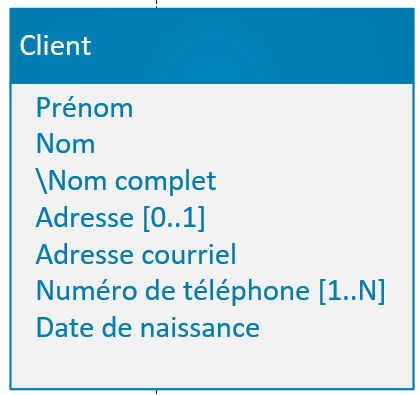 Client
Prénom
Nom
\Nom complet
Adresse [0..1]
Adresse courriel
Numéro de téléphone [1..N]
Date de naissance